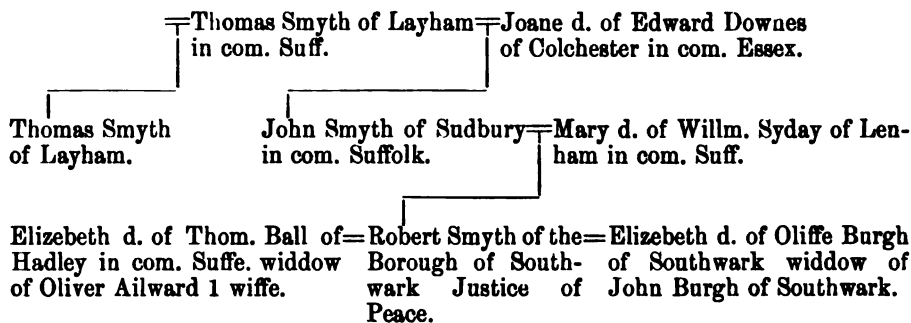 Thomas Smyth of Layham
in com. Suff.
Joane d. of Edward Downes
of Colchester in com. Essex.
Thomas Smyth
of Layham.
John Smyth of Sudbury
in com. Suffolk.
Mary d. of Willm. Syday of Len-
ham in com. Suff.
Elizebeth d. of Thom. Ball of
Hadley in com. Suffe. widdow
of Oliver Ailward 1 wiffe.
Robert Smyth of the
Borough of South-
wark Justice of
Peace.
Elizebeth d. of Oliffe Burgh
of Southwark widdow of
John Burgh of Southwark.